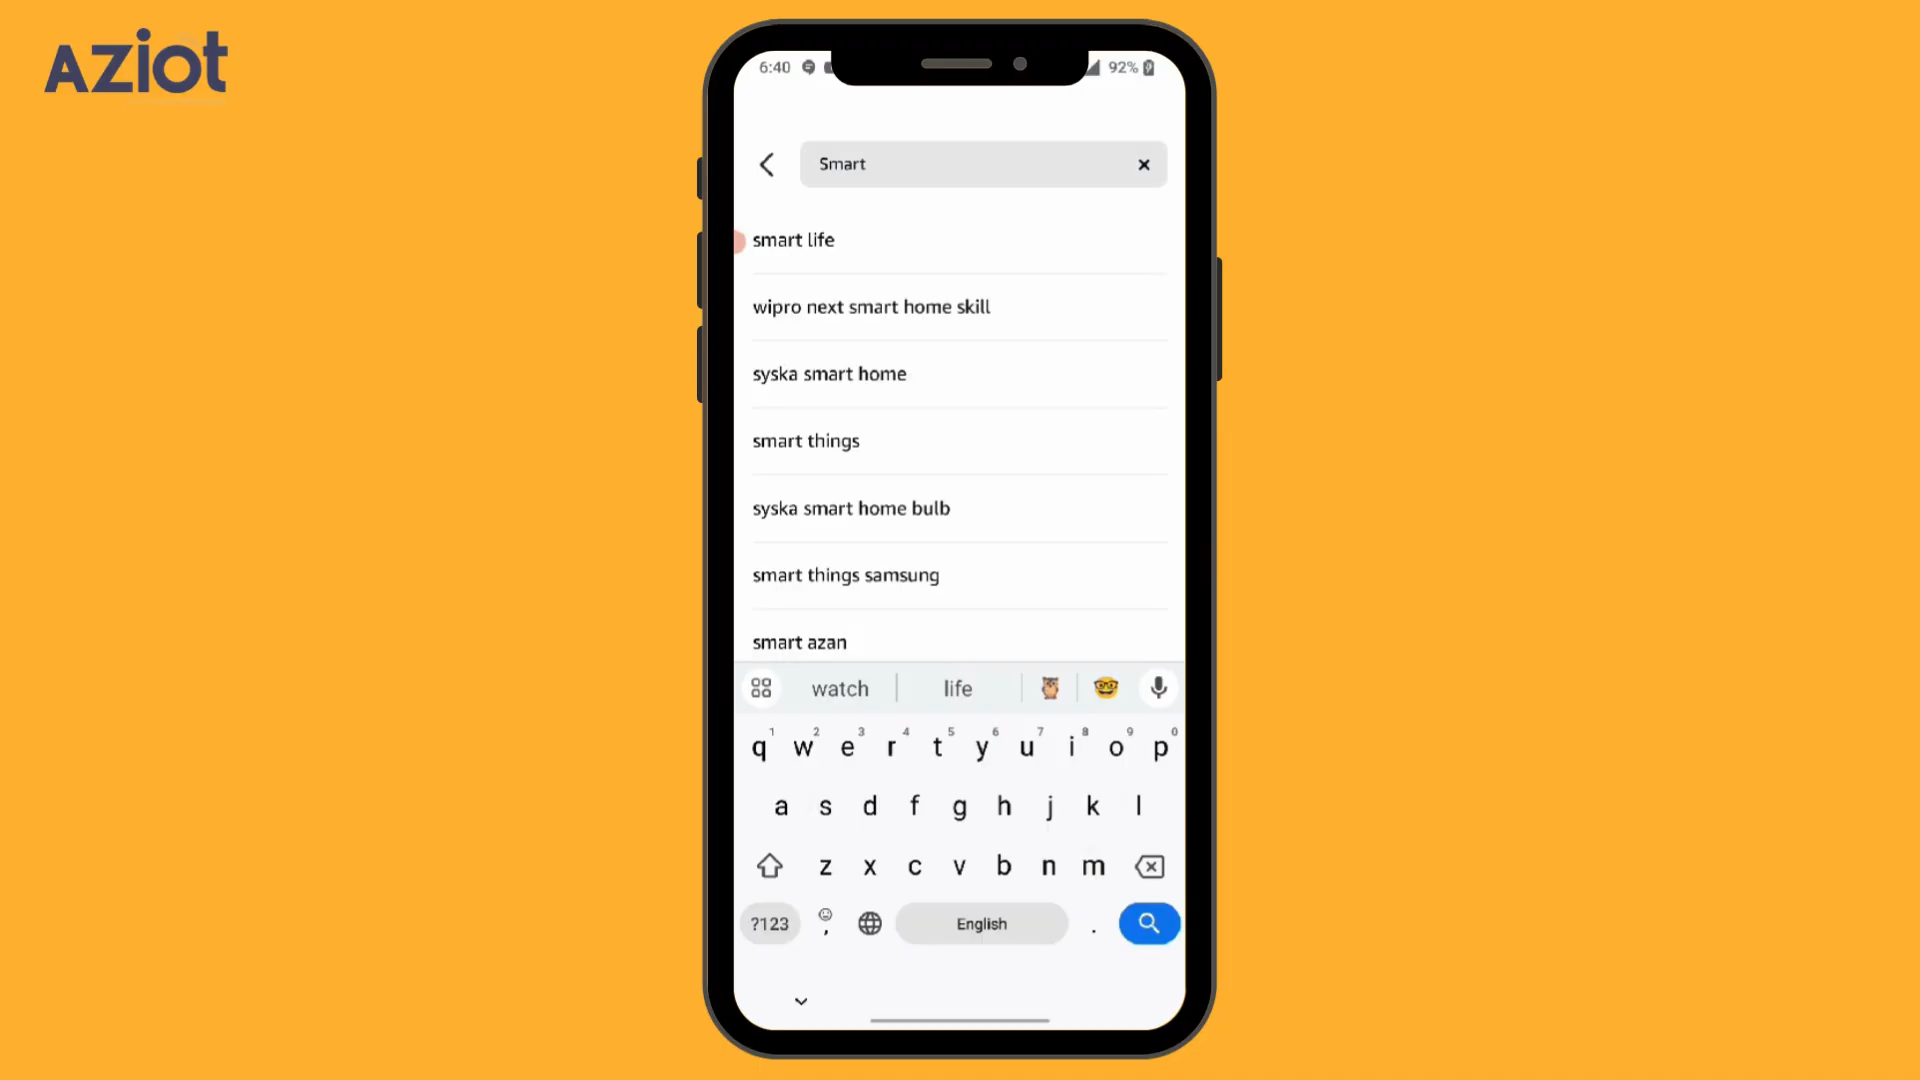 Aziot
6:40
92%
Smart
smart life
wipro next smart home skill
syska smart home
smart things
syska smart home bulb
smart things samsung
smart azan
watch life
1 2 3 4 5 6 7 8 9 0
q w e r t y u i o p
a s d f g h j k l
z x c v b n m
?123 , English .